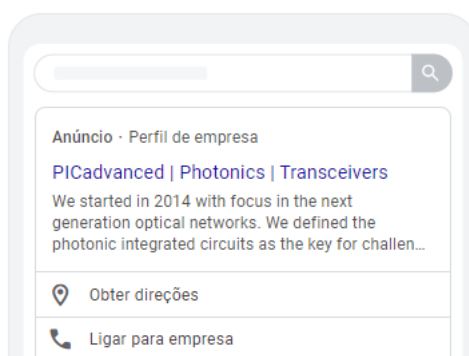 Anúncio · Perfil de empresa
PICadvanced | Photonics | Transceivers
We started in 2014 with focus in the next
generation optical networks. We defined the
photonic integrated circuits as the key for challen...
Obter direções
Ligar para empresa